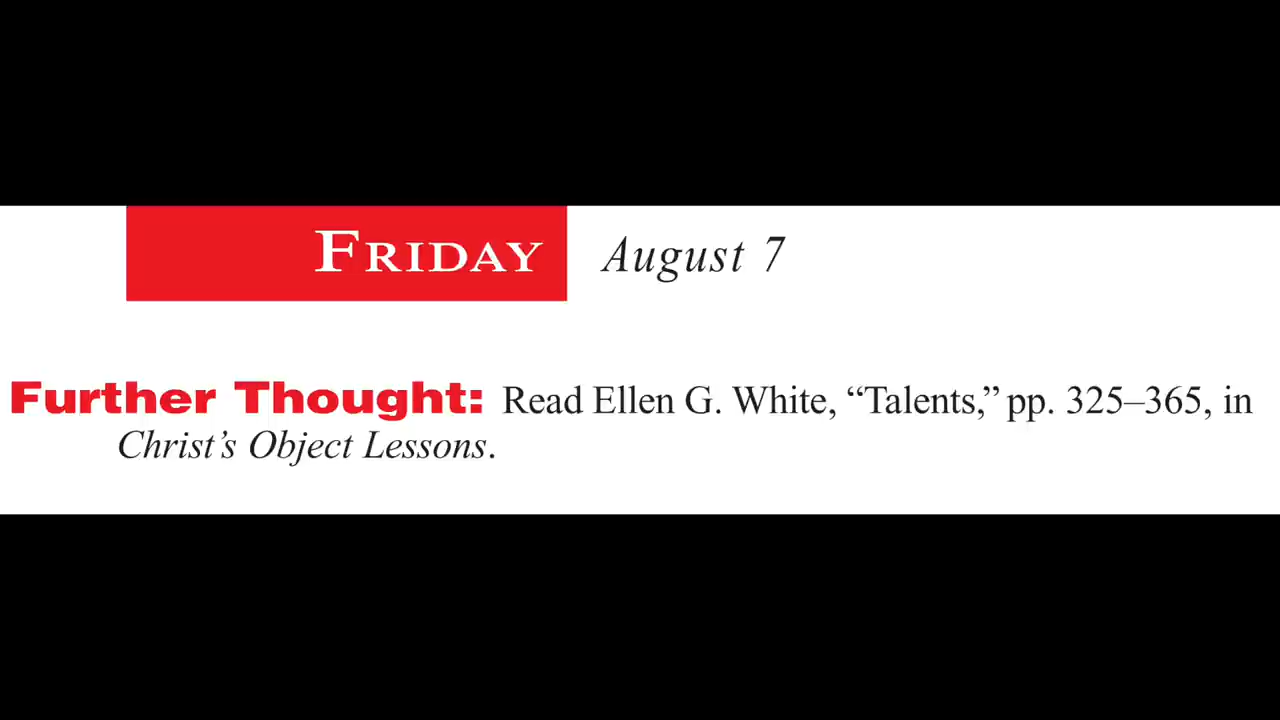 FRIDAY August 7
Further Thought: Read Ellen G. White, “Talents,” pp. 325–365, in
Christ’s Object Lessons.